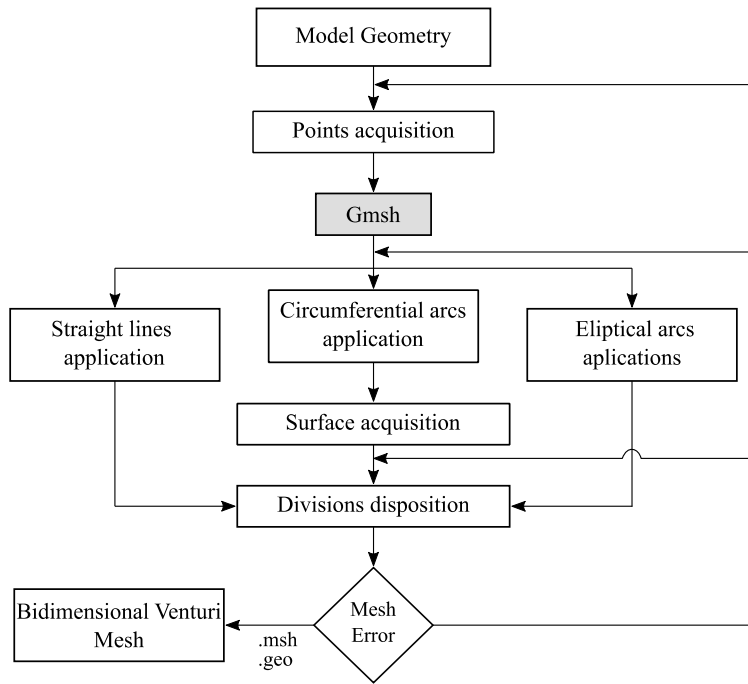 Model Geometry
Points acquisition
Gmsh
Straight lines
application
Circumferential arcs
application
Eliptical arcs
aplications
Surface acquisition
Divisions disposition
Bidimensional Venturi
Mesh
.msh
.geo
Mesh
Error